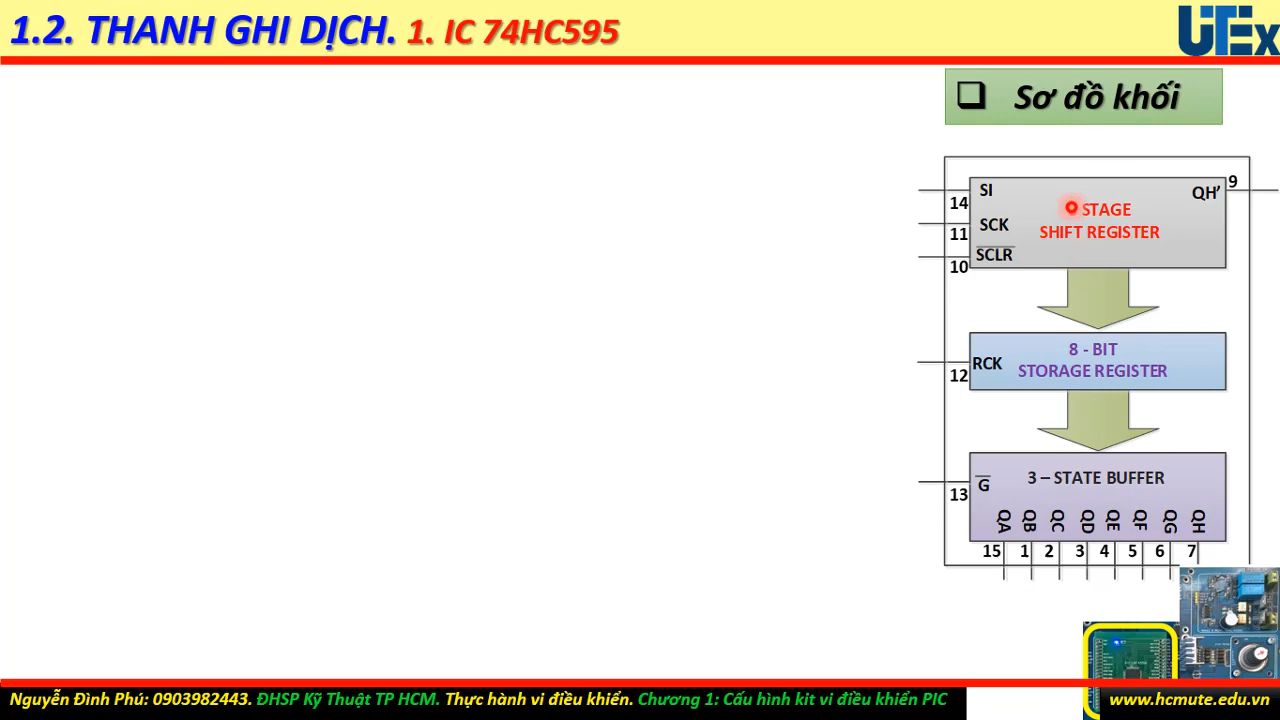 1.2. THANH GHI DỊCH. 1. IC 74HC595
UTEx
Sơ đồ khối
SI
14
SCK
11
SCLR
10
QH'
9
STAGE
SHIFT REGISTER
RCK
12
8 - BIT
STORAGE REGISTER
G
13
3 – STATE BUFFER
QA QB QC QD QE QF QG QH
15 1 2 3 4 5 6 7
Nguyễn Đình Phú: 0903982443. ĐHSP Kỹ Thuật TP HCM. Thực hành vi điều khiển. Chương 1: Cấu hình kit vi điều khiển PIC
www.hcmute.edu.vn